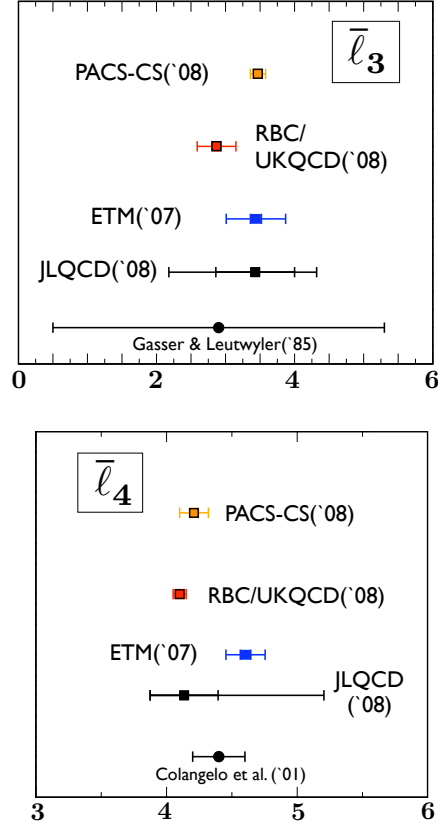 ℓ̅₃
PACS-CS(`08)
RBC/
UKQCD(`08)
ETM(`07)
JLQCD(`08)
Gasser & Leutwyler(`85)
0 2 4 6
ℓ̅₄
PACS-CS(`08)
RBC/UKQCD(`08)
ETM(`07)
JLQCD
(`08)
Colangelo et al. (`01)
3 4 5 6